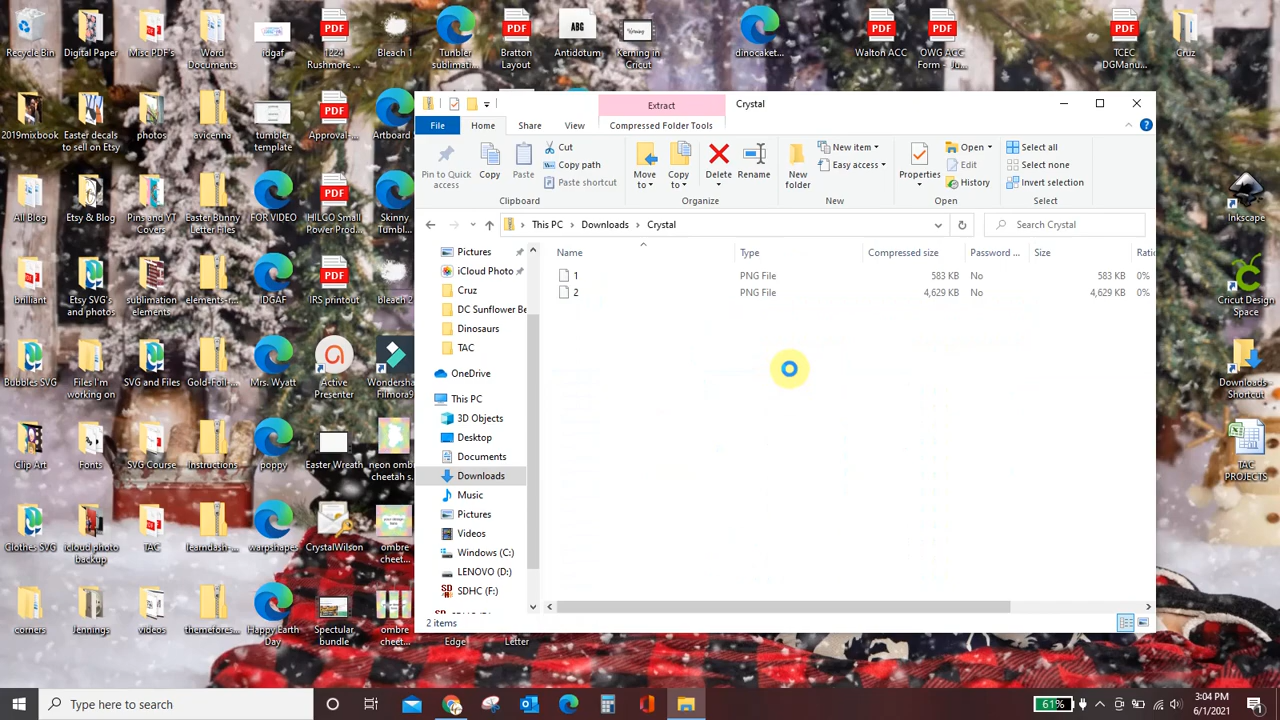 Recycle Bin
Digital Paper
Misc PDF's
Word Documents
idgaf
1224 Rushmore ...
Bleach 1
Tunbler sublimati...
Bratton Layout
ABG
Antidotum
Kerning
Kerning in Cricut
dinocaket...
Walton ACC
OWG AGC Form - Ju...
TCEC DGManu...
Cruz
2019mixbook
Easter decals to sell on Etsy
photos
avicenna
tumbler template
Approval-...
Artboard
All Blog
Etsy & Blog
Pins and YT Covers
Easter Bunny Letter Files
FOR VIDEO
HILCO Small Power Prod...
Skinny Tumbl...
brilliant
Etsy SVG's and photos
sublimation elements
elements-r...
IDGAF
IRS printout
bleach 2
Bubbles SVG
Files I'm working on
SVG and Files
Gold-Foil-...
Mrs. Wyatt
Active Presenter
Wondersha... Filmora9
Clip Art
Fonts
SVG Course
Instructions
poppy
Easter Wreath
neon ombre cheetah s...
Clothes SVG
icloud photo backup
TAC
learndash-...
warpshapes
CrystalWilson
your design here
ombre cheet...
corners
Jennings
videos
themefores...
Happy Earth Day
Spectular bundle
ombre cheet...
Edge
Letter
Inkscape
Cricut Design Space
Downloads - Shortcut
TAC PROJECTS
Extract
Crystal
File
Home
Share
View
Compressed Folder Tools
Pin to Quick access
Copy
Paste
Cut
Copy path
Paste shortcut
Move to
Copy to
Delete
Rename
New folder
New item
Easy access
Properties
Open
Edit
History
Select all
Select none
Invert selection
Clipboard
Organize
New
Open
Select
This PC > Downloads > Crystal
Search Crystal
Name
Type
Compressed size
Password ...
Size
Ratio
1 PNG File 583 KB No 583 KB 0%
2 PNG File 4,629 KB No 4,629 KB 0%
Pictures
iCloud Photo
Cruz
DC Sunflower Be
Dinosaurs
TAC
OneDrive
This PC
3D Objects
Desktop
Documents
Downloads
Music
Pictures
Videos
Windows (C:)
LENOVO (D:)
SDHC (F:)
2 items
Type here to search
61%
3:04 PM
6/1/2021